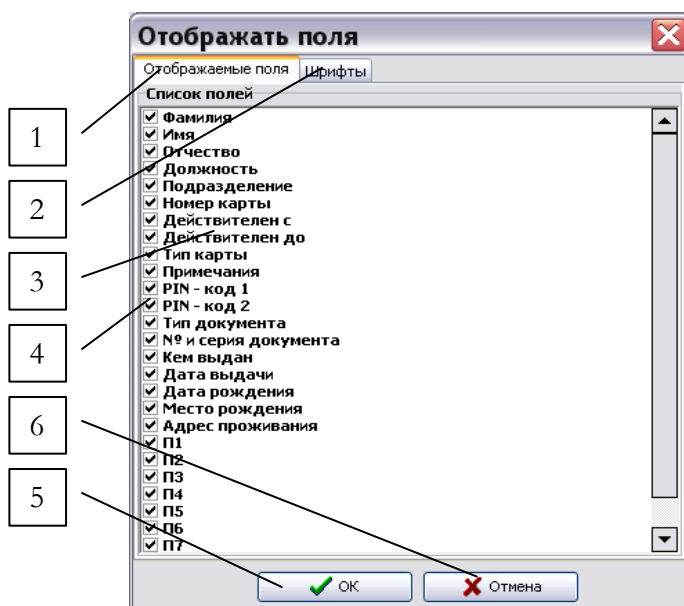 Отображать поля
Отображаемые поля Шрифты
Список полей
Фамилия
Имя
Отчество
Должность
Подразделение
Номер карты
Действителен с
Действителен до
Тип карты
Примечания
PIN - код 1
PIN - код 2
Тип документа
№ и серия документа
Кем выдан
Дата выдачи
Дата рождения
Место рождения
Адрес проживания
П1
П2
П3
П4
П5
П6
П7
ОК Отмена
1
2
3
4
6
5